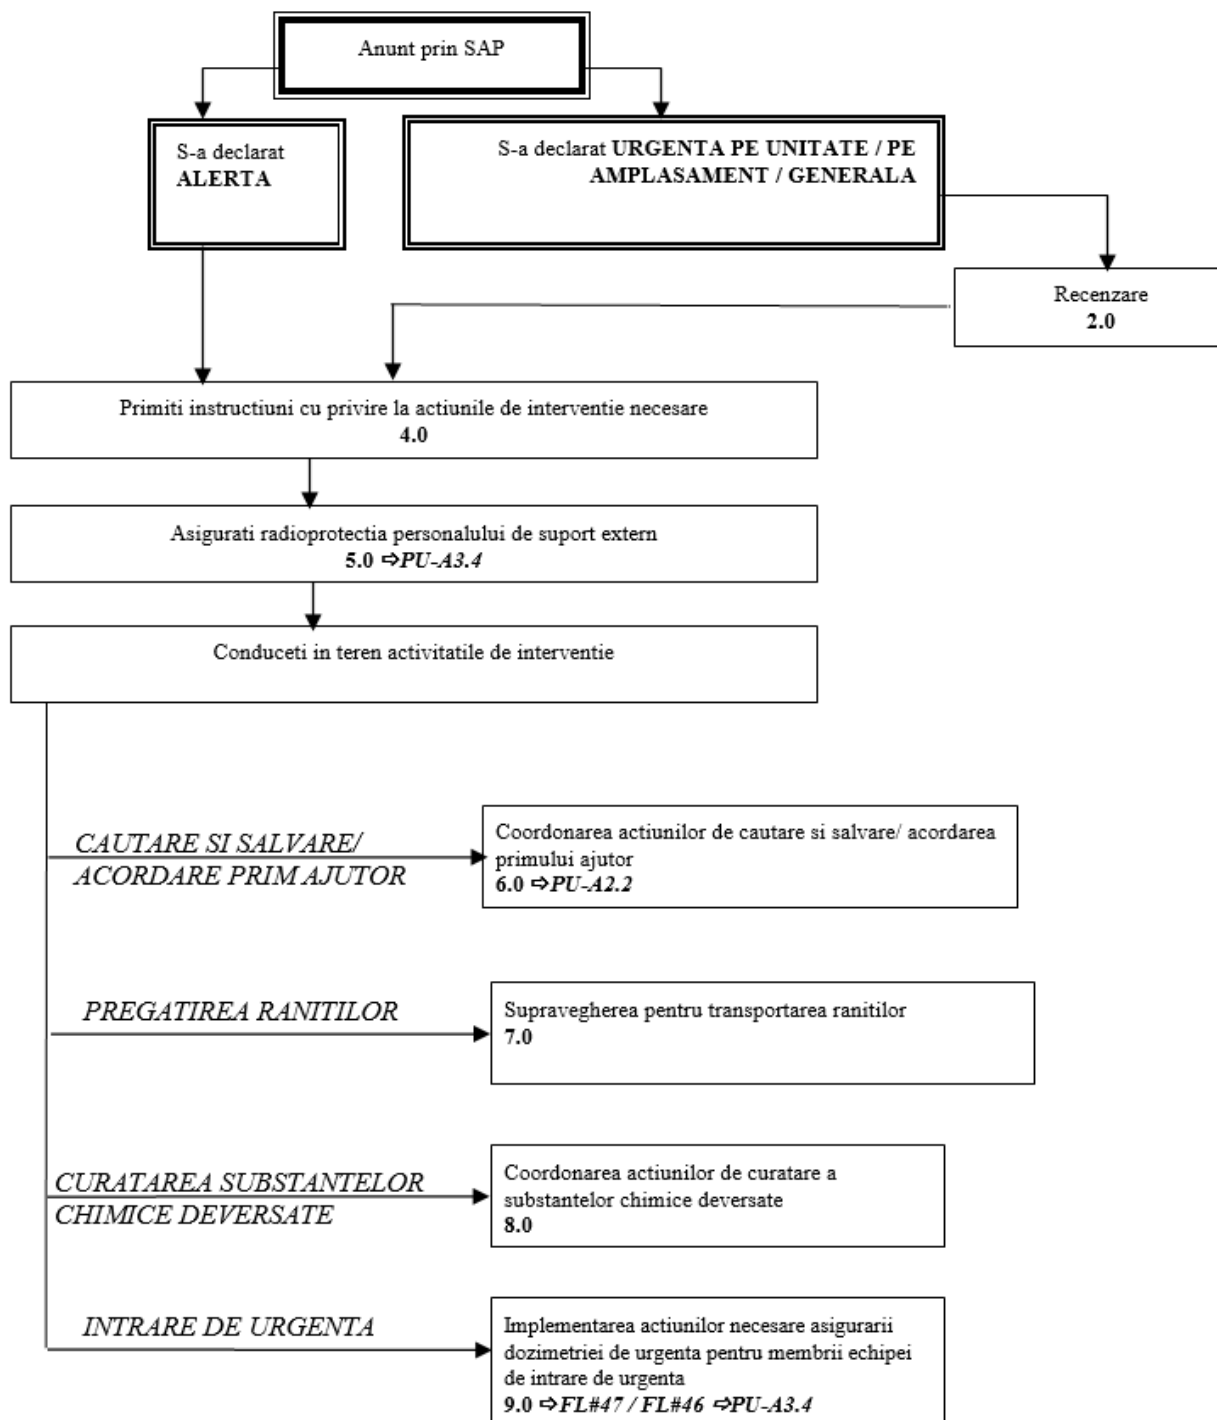 Anunt prin SAP
S-a declarat
ALERTA
S-a declarat URGENTA PE UNITATE / PE
AMPLASAMENT / GENERALA
Recenzare
2.0
Primiti instructiuni cu privire la actiunile de interventie necesare
4.0
Asigurati radioprotectia personalului de suport extern
5.0 ⇨PU-A3.4
Conduceti in teren activitatile de interventie
CAUTARE SI SALVARE/
ACORDARE PRIM AJUTOR
Coordonarea actiunilor de cautare si salvare/ acordarea
primului ajutor
6.0 ⇨PU-A2.2
PREGATIREA RANITILOR
Supravegherea pentru transportarea ranitilor
7.0
CURATAREA SUBSTANTELOR
CHIMICE DEVERSATE
Coordonarea actiunilor de curatare a
substantelor chimice deversate
8.0
INTRARE DE URGENTA
Implementarea actiunilor necesare asigurarii
dozimetriei de urgenta pentru membrii echipei
de intrare de urgenta
9.0 ⇨FL#47 / FL#46 ⇨PU-A3.4